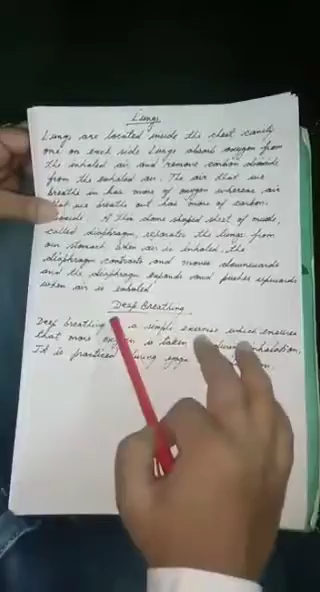 Lungs
Lungs are located inside the chest cavity
one on each side Lungs absorb oxygen from
the inhaled air and remove carbon dioxide
from the exhaled air. The air that we
breathe in has more of oxygen whereas air
that we breathe out has more of carbon
dioxide. A thin dome shaped sheet of muscle,
called diaphragm, separates the lungs from
our stomach when air is inhaled, the
diaphragm contracts and moves downwards
and the diaphragm expands and pushes upwards
when air is exhaled
Deep Breathing
Deep breathing a simple exercise which ensures
that more oxygen is taken during inhalation,
It is practiced during yoga